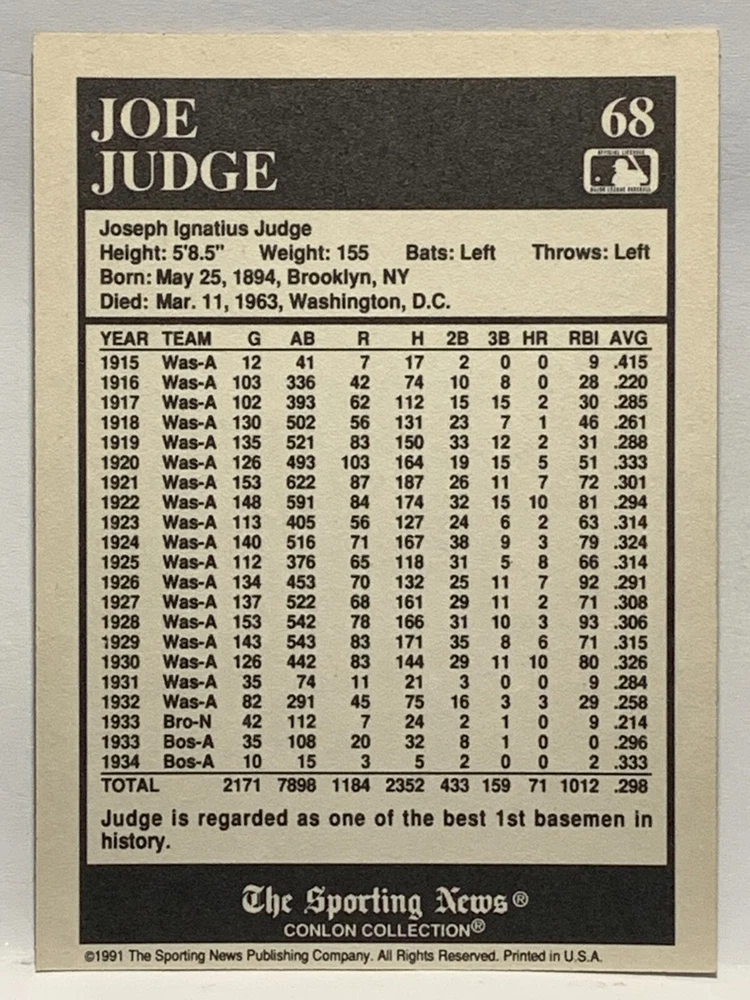 JOE
JUDGE
68
OFFICIAL LICENSEE
MAJOR LEAGUE BASEBALL
Joseph Ignatius Judge
Height: 5'8.5" Weight: 155 Bats: Left Throws: Left
Born: May 25, 1894, Brooklyn, NY
Died: Mar. 11, 1963, Washington, D.C.
YEAR TEAM G AB R H 2B 3B HR RBI AVG
1915 Was-A 12 41 7 17 2 0 0 9 .415
1916 Was-A 103 336 42 74 10 8 0 28 .220
1917 Was-A 102 393 62 112 15 15 2 30 .285
1918 Was-A 130 502 56 131 23 7 1 46 .261
1919 Was-A 135 521 83 150 33 12 2 31 .288
1920 Was-A 126 493 103 164 19 15 5 51 .333
1921 Was-A 153 622 87 187 26 11 7 72 .301
1922 Was-A 148 591 84 174 32 15 10 81 .294
1923 Was-A 113 405 56 127 24 6 2 63 .314
1924 Was-A 140 516 71 167 38 9 3 79 .324
1925 Was-A 112 376 65 118 31 5 8 66 .314
1926 Was-A 134 453 70 132 25 11 7 92 .291
1927 Was-A 137 522 68 161 29 11 2 71 .308
1928 Was-A 153 542 78 166 31 10 3 93 .306
1929 Was-A 143 543 83 171 35 8 6 71 .315
1930 Was-A 126 442 83 144 29 11 10 80 .326
1931 Was-A 35 74 11 21 3 0 0 9 .284
1932 Was-A 82 291 45 75 16 3 3 29 .258
1933 Bro-N 42 112 7 24 2 1 0 9 .214
1933 Bos-A 35 108 20 32 8 1 0 0 .296
1934 Bos-A 10 15 3 5 2 0 0 2 .333
TOTAL 2171 7898 1184 2352 433 159 71 1012 .298
Judge is regarded as one of the best 1st basemen in
history.
The Sporting News®
CONLON COLLECTION®
©1991 The Sporting News Publishing Company. All Rights Reserved. Printed in U.S.A.